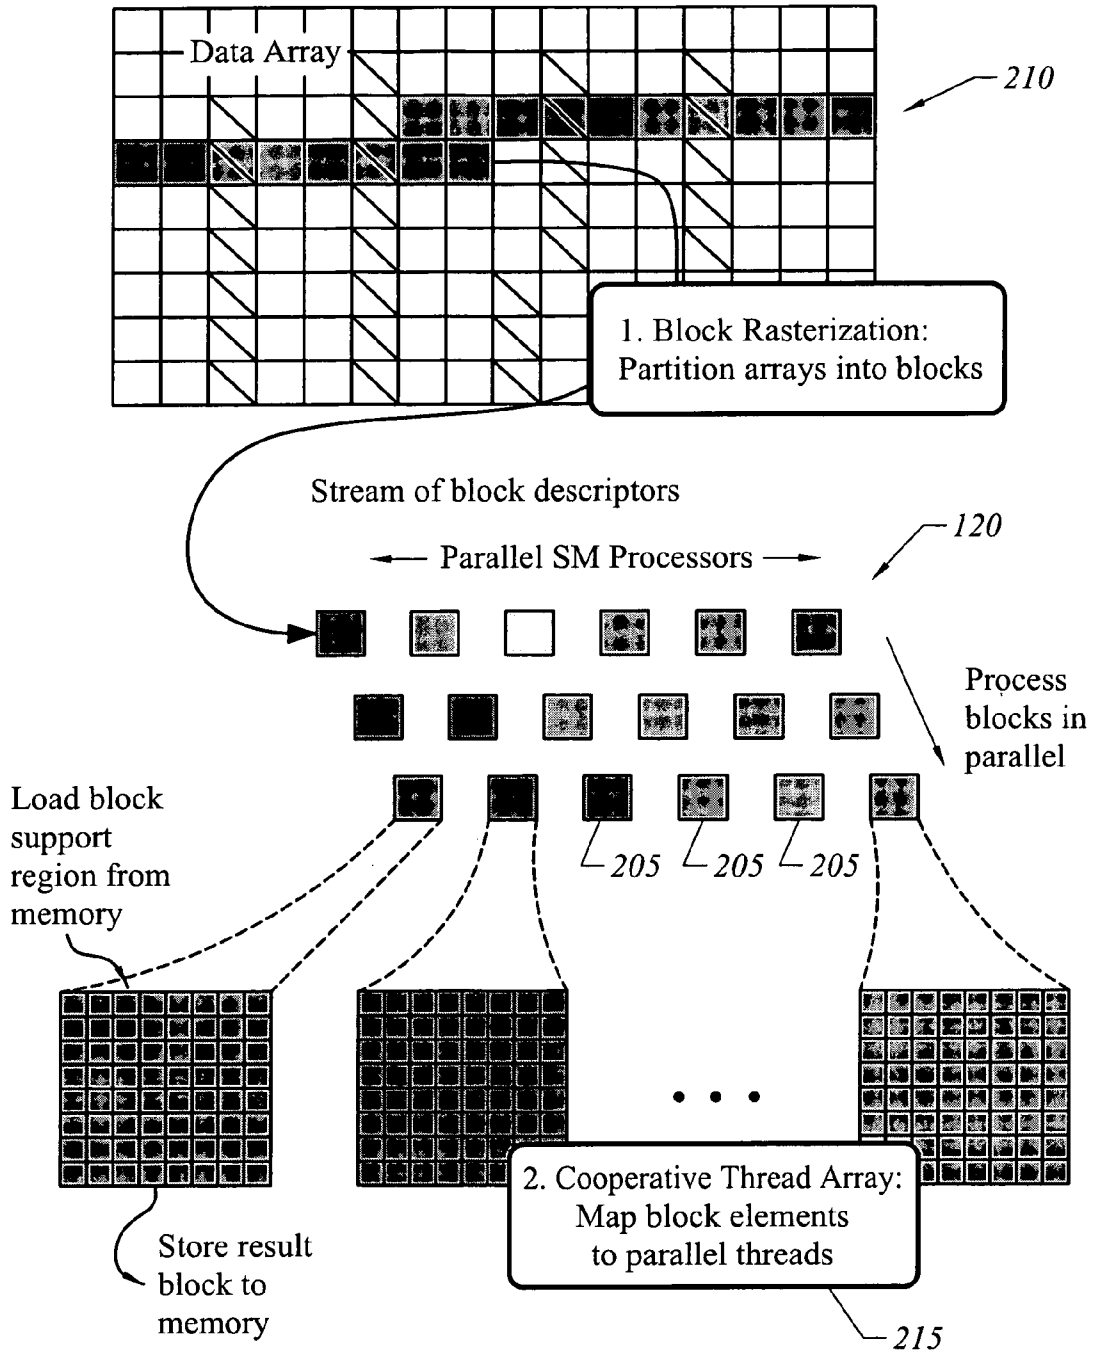 Data Array
210
1. Block Rasterization:
Partition arrays into blocks
Stream of block descriptors
120
Parallel SM Processors
Process
blocks in
parallel
Load block
support
region from
memory
205
205
205
2. Cooperative Thread Array:
Map block elements
to parallel threads
Store result
block to
memory
215